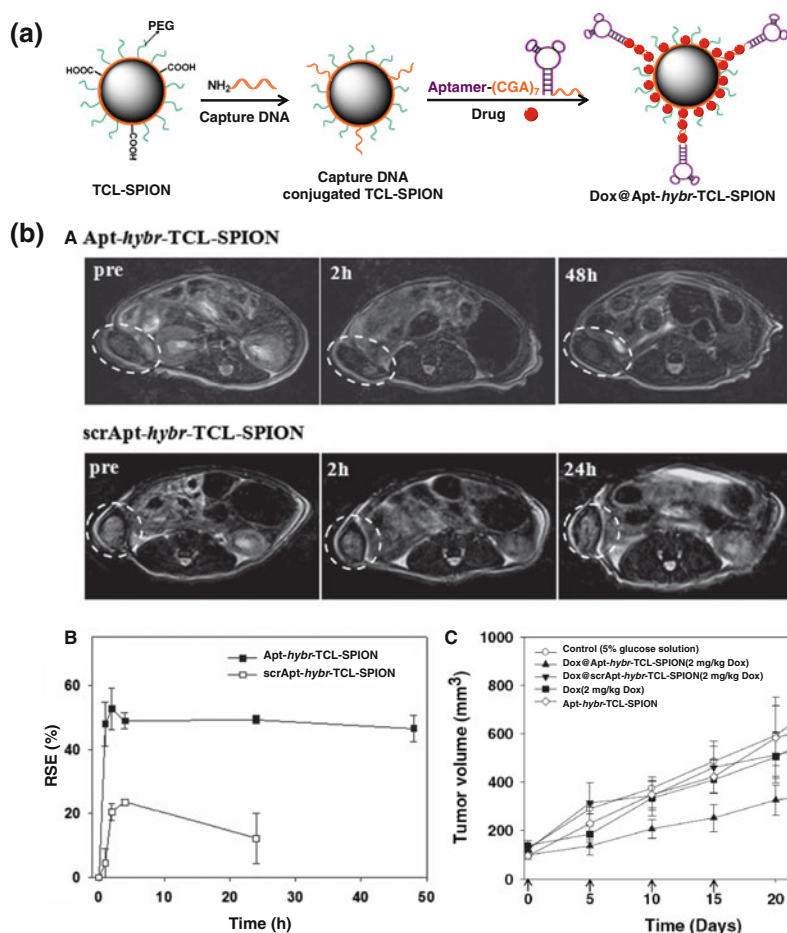 (a)
PEG
HOOC
COOH
COOH
TCL-SPION
NH₂
Capture DNA
Capture DNA
conjugated TCL-SPION
Aptamer-(CGA)₇
Drug
Dox@Apt-hybr-TCL-SPION
(b)
A Apt-hybr-TCL-SPION
pre
2h
48h
scrApt-hybr-TCL-SPION
pre
2h
24h
B
Apt-hybr-TCL-SPION
scrApt-hybr-TCL-SPION
RSE (%)
60
40
20
0
0 10 20 30 40 50
Time (h)
C
Control (5% glucose solution)
Dox@Apt-hybr-TCL-SPION(2 mg/kg Dox)
Dox@scrApt-hybr-TCL-SPION(2 mg/kg Dox)
Dox(2 mg/kg Dox)
Apt-hybr-TCL-SPION
Tumor volume (mm³)
1000
800
600
400
200
0
0 5 10 15 20
Time (Days)